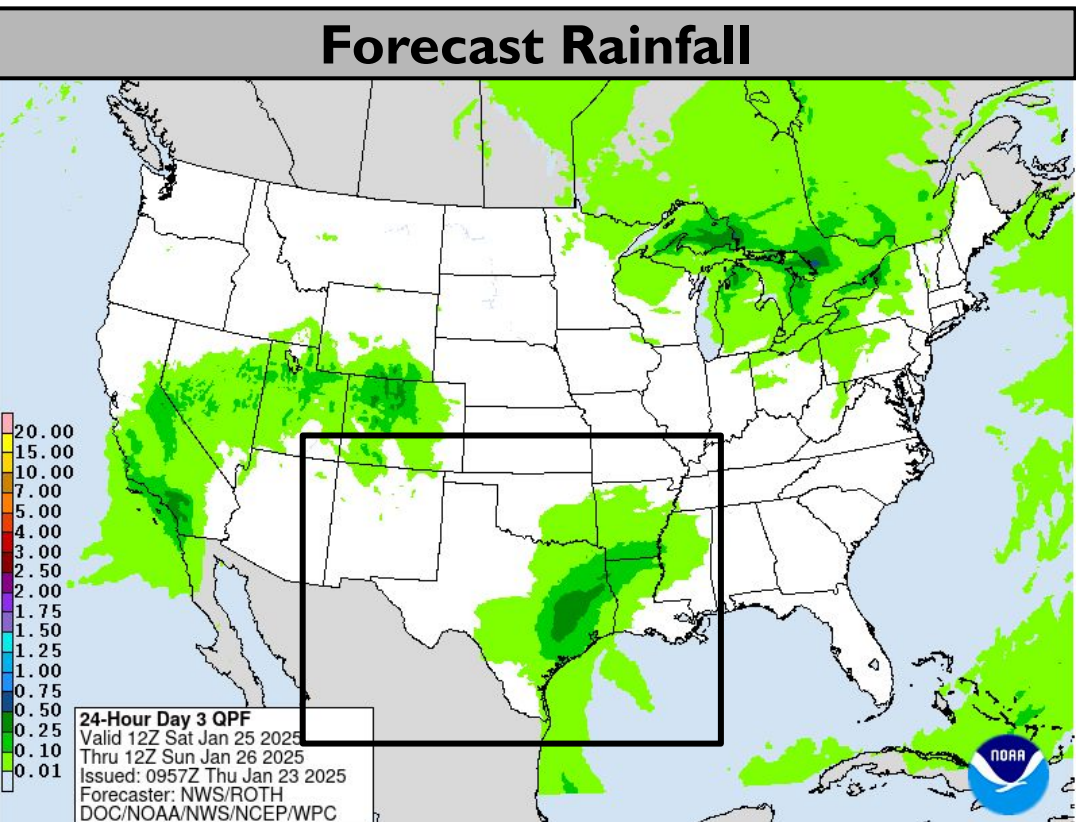 Forecast Rainfall
20.00
15.00
10.00
7.00
5.00
4.00
3.00
2.50
2.00
1.75
1.50
1.25
1.00
0.75
0.50
0.25
0.10
0.01
24-Hour Day 3 QPF
Valid 12Z Sat Jan 25 2025
Thru 12Z Sun Jan 26 2025
Issued: 0957Z Thu Jan 23 2025
Forecaster: NWS/ROTH
DOC/NOAA/NWS/NCEP/WPC
NOAA